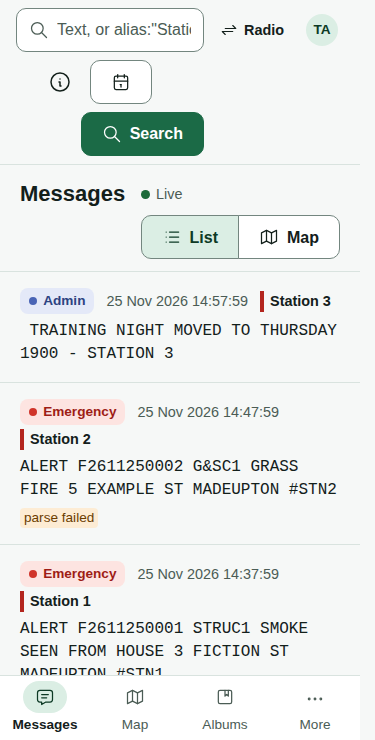 Text, or alias:"Stati
Radio
TA
Search
Messages
Live
List
Map
Admin 25 Nov 2026 14:57:59 Station 3
TRAINING NIGHT MOVED TO THURSDAY
1900 - STATION 3
Emergency 25 Nov 2026 14:47:59
Station 2
ALERT F2611250002 G&SC1 GRASS
FIRE 5 EXAMPLE ST MADEUPTON #STN2
parse failed
Emergency 25 Nov 2026 14:37:59
Station 1
ALERT F2611250001 STRUC1 SMOKE
SEEN FROM HOUSE 3 FICTION ST
MADEUPTON #STN1
Messages
Map
Albums
More